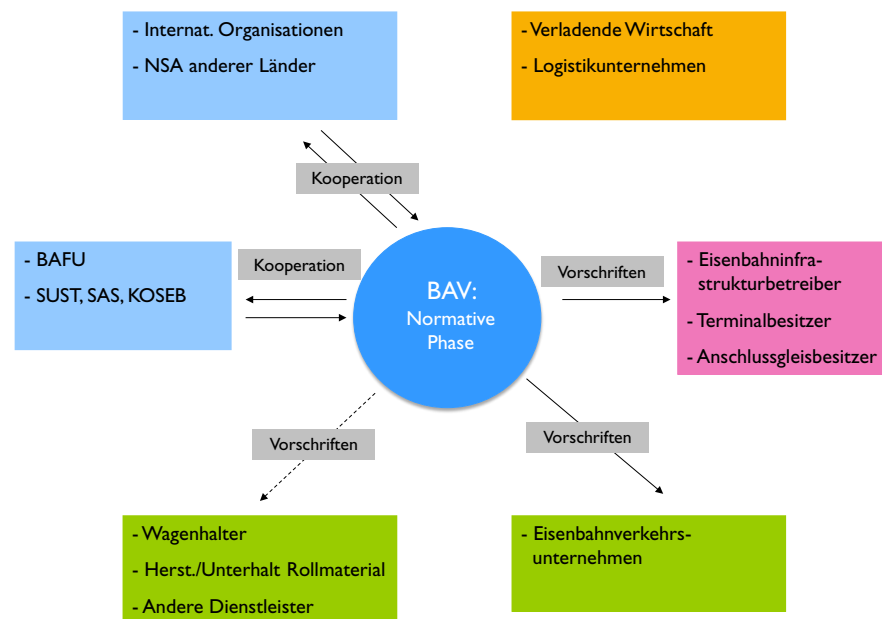 - Internat. Organisationen
- NSA anderer Länder
- Verladende Wirtschaft
- Logistikunternehmen
Kooperation
- BAFU
- SUST, SAS, KOSEB
Kooperation
BAV:
Normative
Phase
Vorschriften
- Eisenbahninfra-
strukturbetreiber
- Terminalbesitzer
- Anschlussgleisbesitzer
Vorschriften
Vorschriften
- Wagenhalter
- Herst./Unterhalt Rollmaterial
- Andere Dienstleister
- Eisenbahnverkehrs-
unternehmen